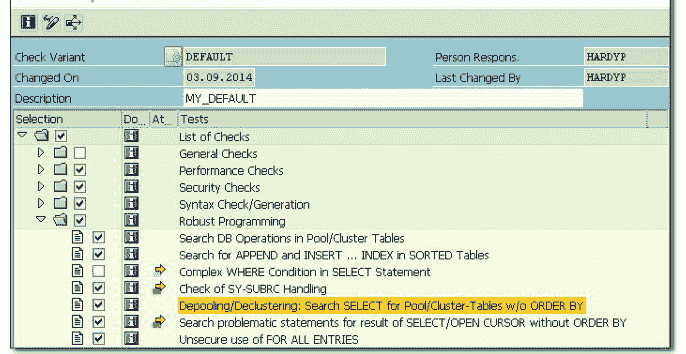 Check Variant DEFAULT Person Respons. HARDYP
Changed On 03.09.2014 Last Changed By HARDYP
Description MY_DEFAULT
Selection Do... At... Tests
List of Checks
General Checks
Performance Checks
Security Checks
Syntax Check/Generation
Robust Programming
Search DB Operations in Pool/Cluster Tables
Search for APPEND and INSERT ... INDEX in SORTED Tables
Complex WHERE Condition in SELECT Statement
Check of SY-SUBRC Handling
Depooling/Declustering: Search SELECT for Pool/Cluster-Tables w/o ORDER BY
Search problematic statements for result of SELECT/OPEN CURSOR without ORDER BY
Unsecure use of FOR ALL ENTRIES